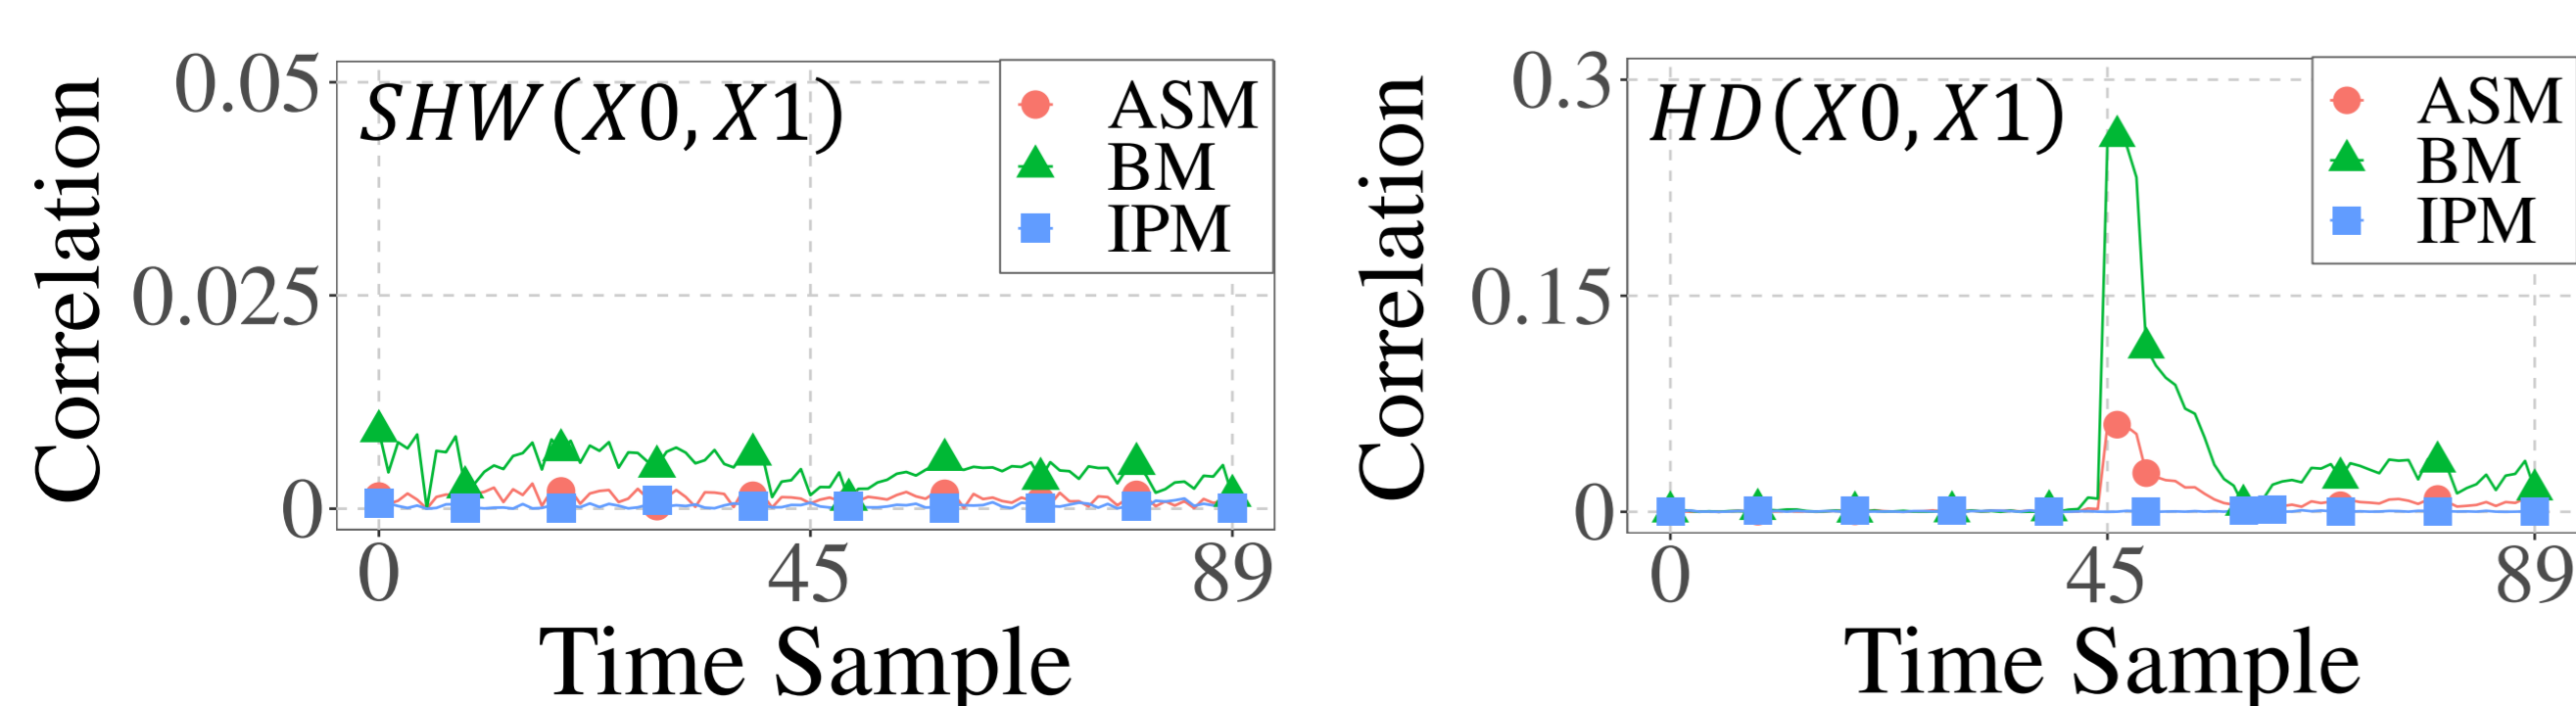 Correlation
0.05
0.025
0
SHW(X0, X1)
ASM
BM
IPM
0 45 89
Time Sample
Correlation
0.3
0.15
0
HD(X0, X1)
ASM
BM
IPM
0 45 89
Time Sample